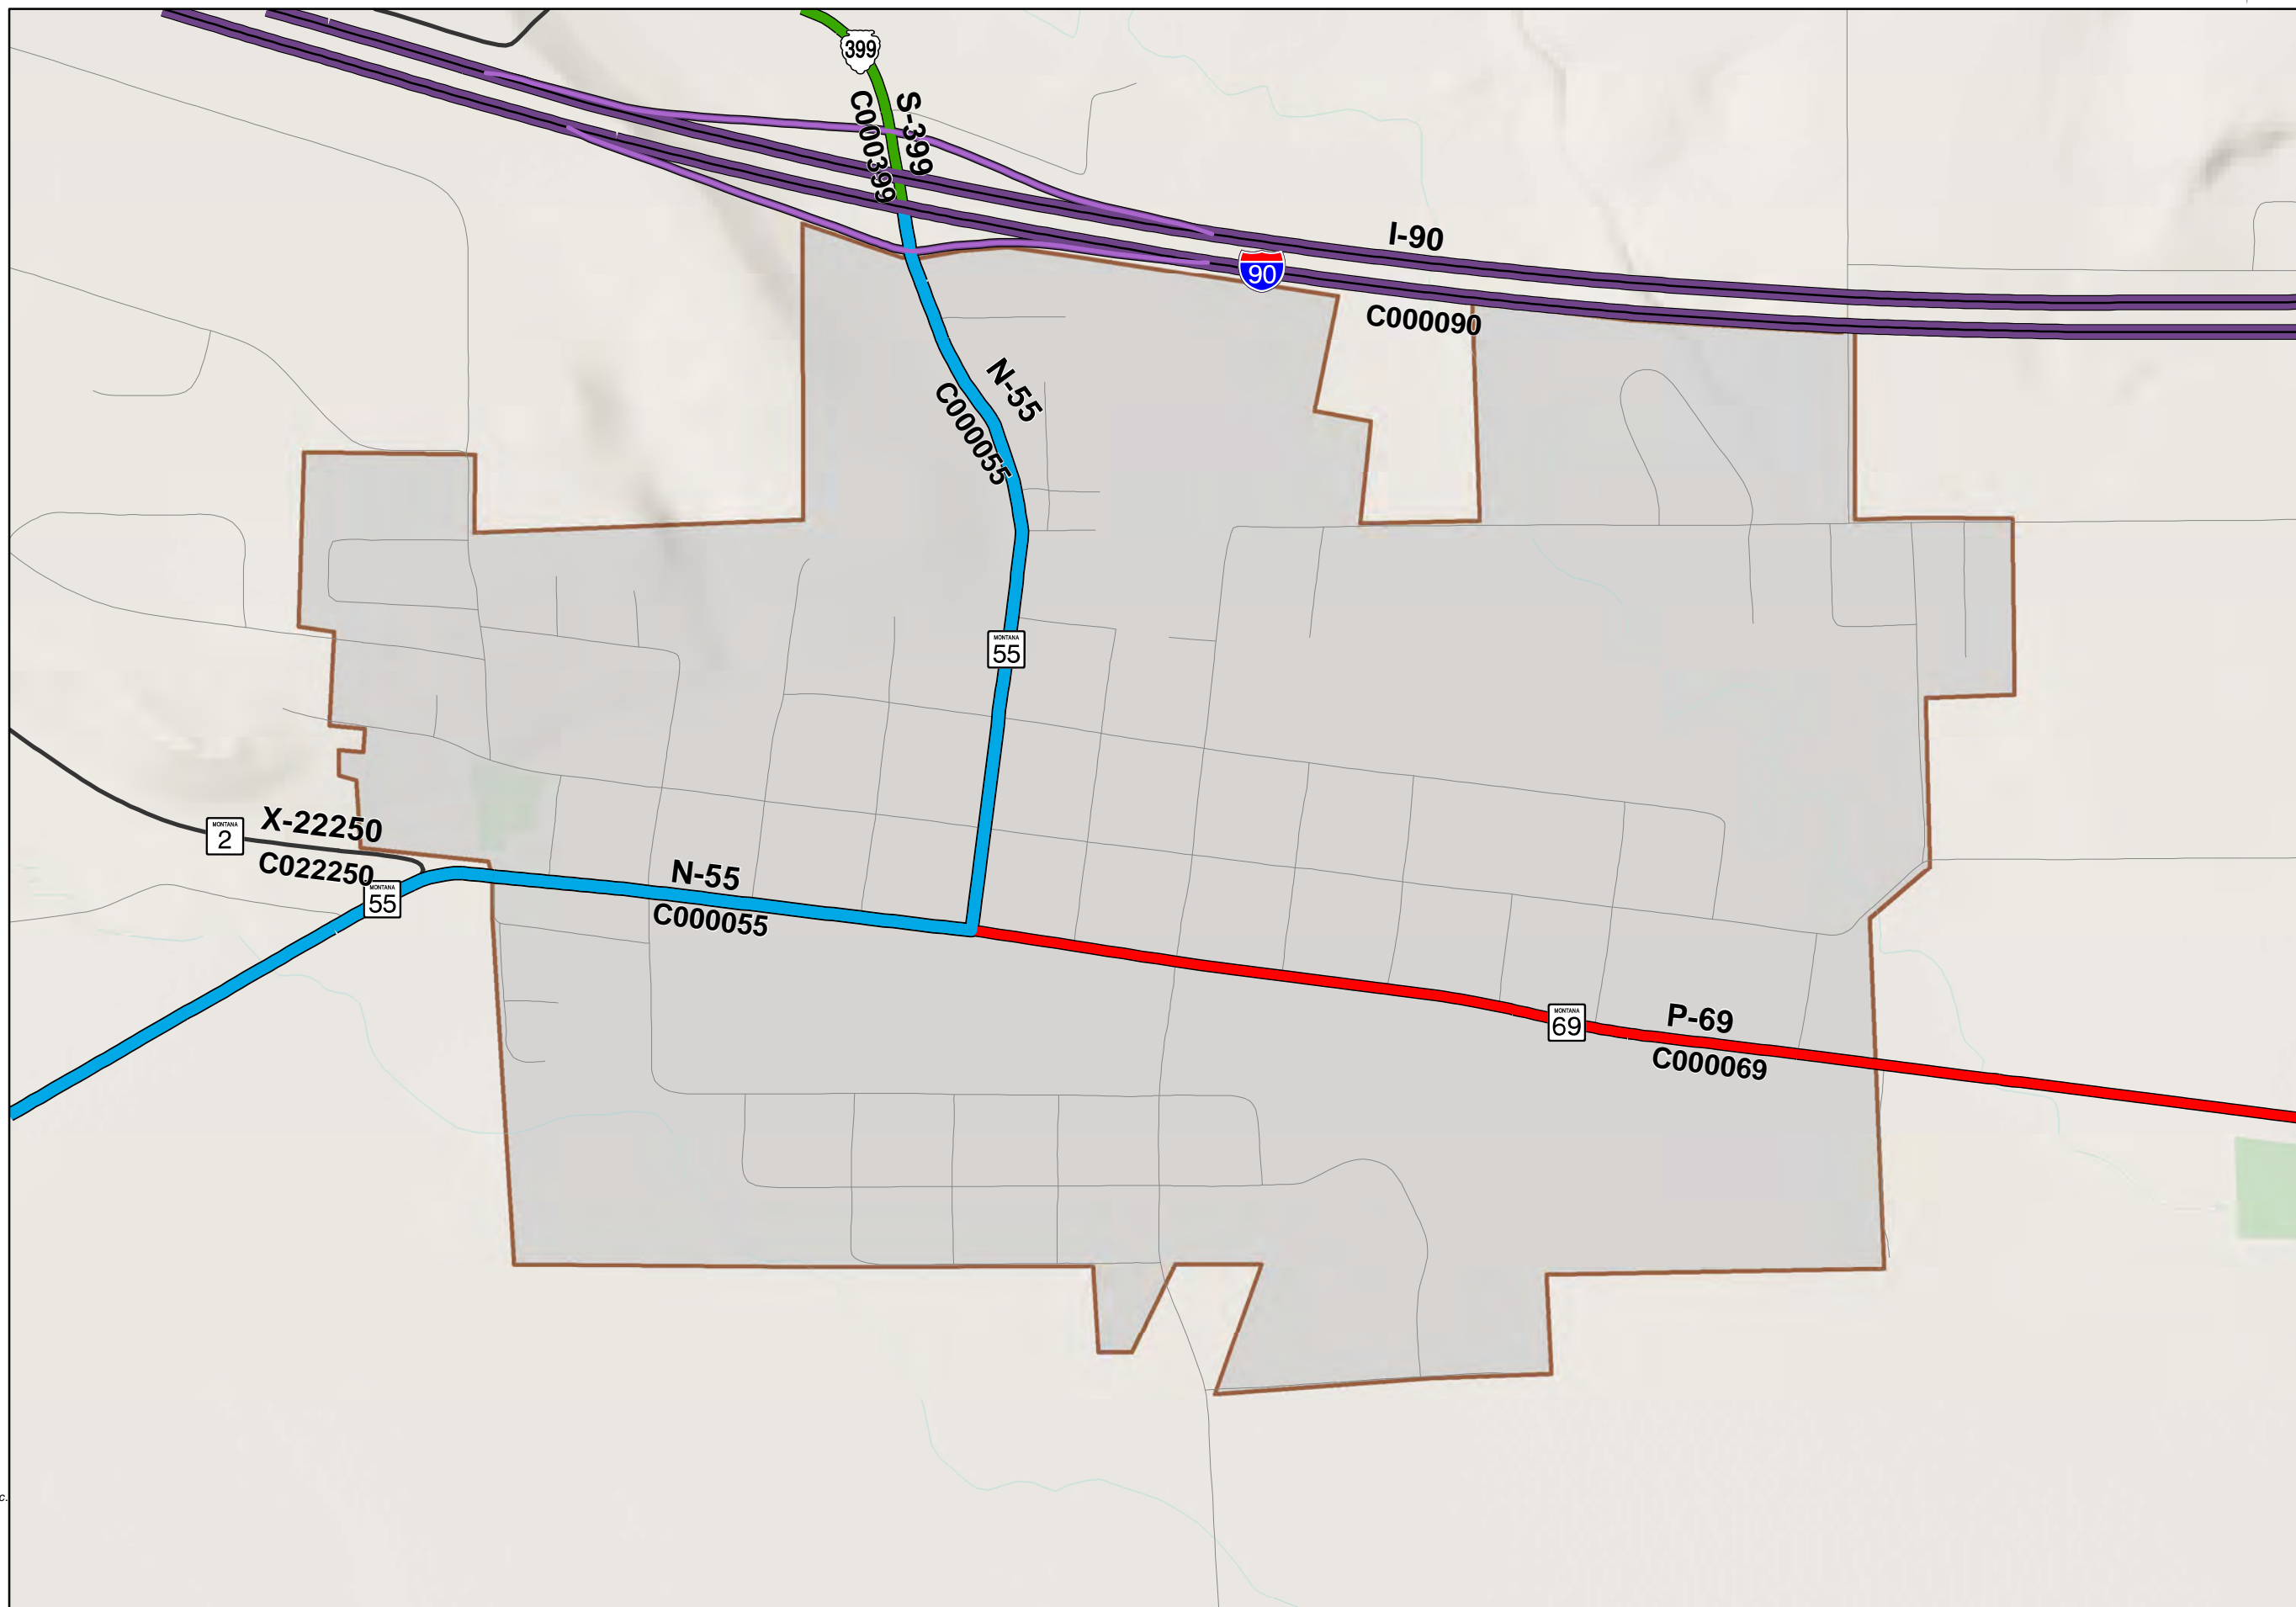 399
S-399
C000399
I-90
90
C000090
N-55
C000055
MONTANA
55
X-22250
MONTANA
2
C022250
MONTANA
55
N-55
C000055
MONTANA
69
P-69
C000069
c.